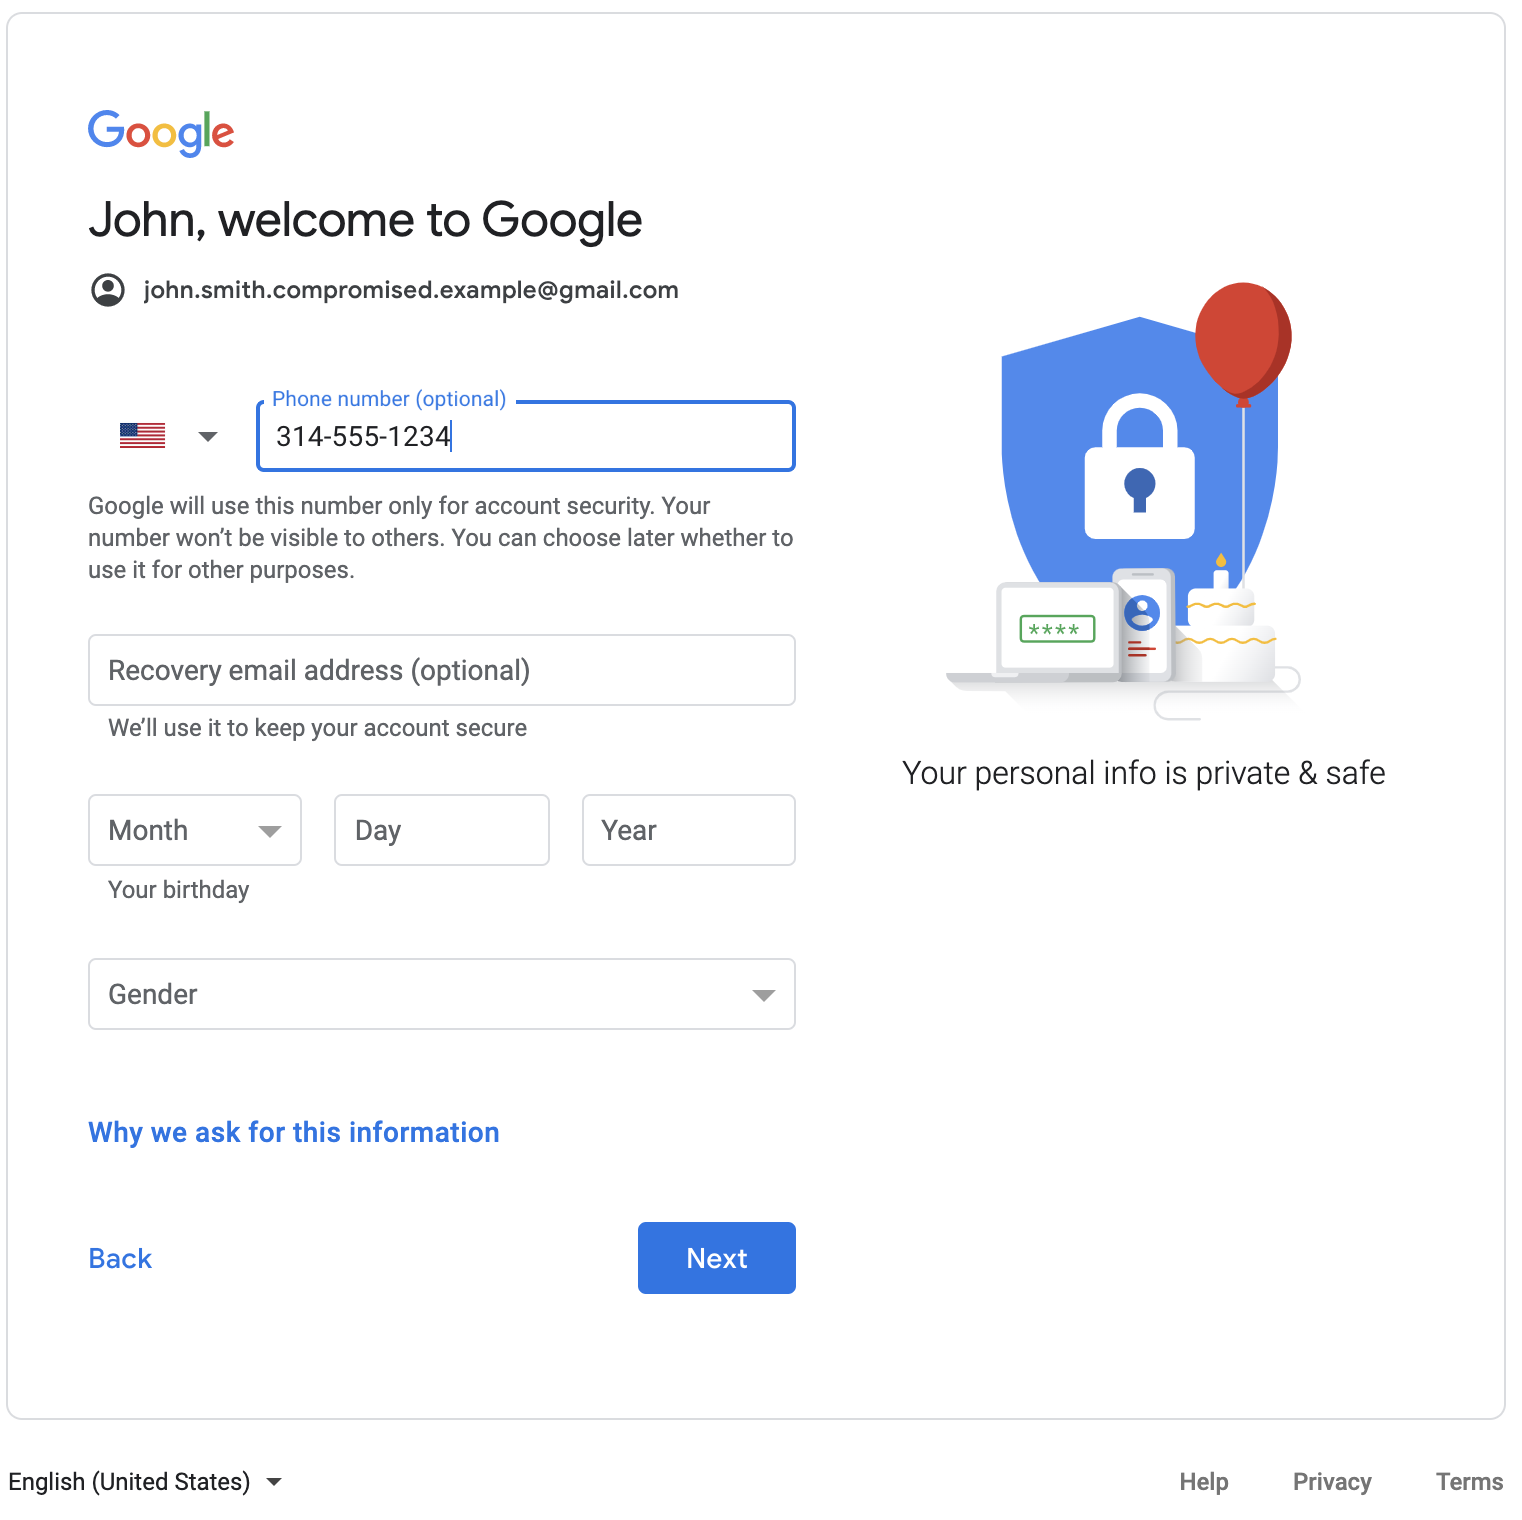 Google
John, welcome to Google
john.smith.compromised.example@gmail.com
Phone number (optional)
314-555-1234
Google will use this number only for account security. Your
number won’t be visible to others. You can choose later whether to
use it for other purposes.
Recovery email address (optional)
We’ll use it to keep your account secure
Month Day Year
Your birthday
Gender
Why we ask for this information
Back Next
****
Your personal info is private & safe
English (United States) Help Privacy Terms